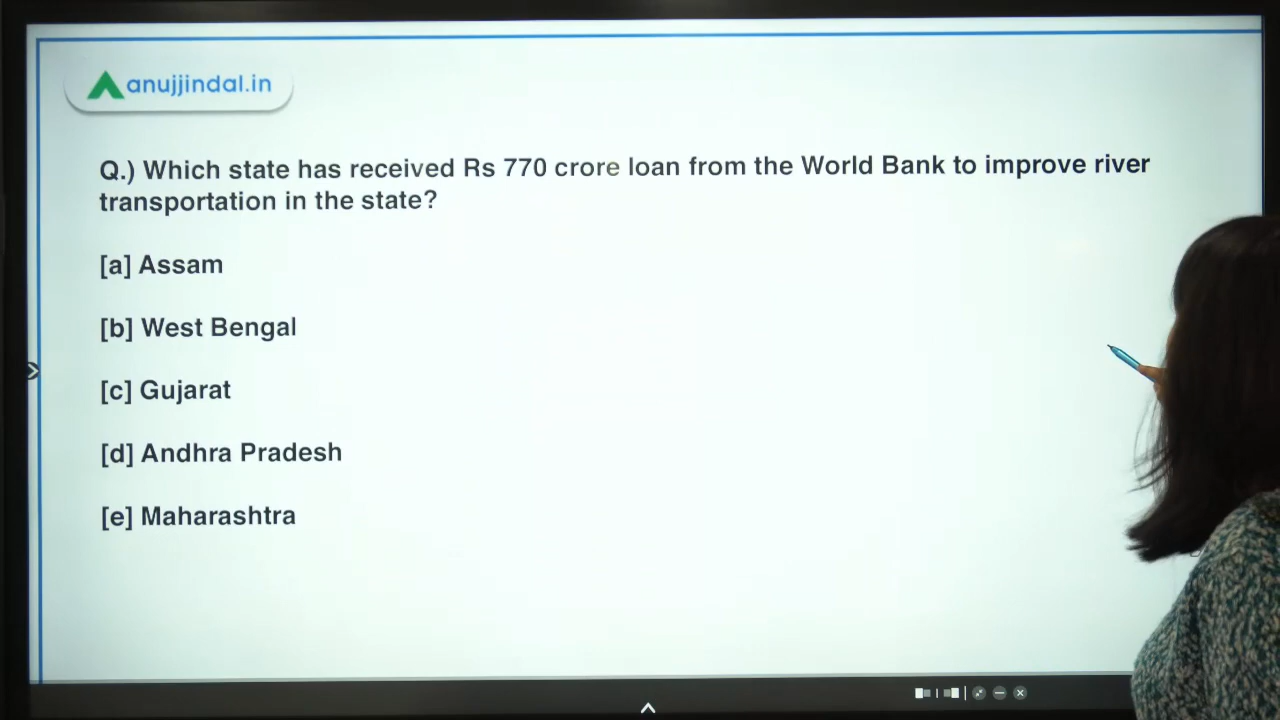 anujjindal.in
Q.) Which state has received Rs 770 crore loan from the World Bank to improve river
transportation in the state?
[a] Assam
[b] West Bengal
[c] Gujarat
[d] Andhra Pradesh
[e] Maharashtra